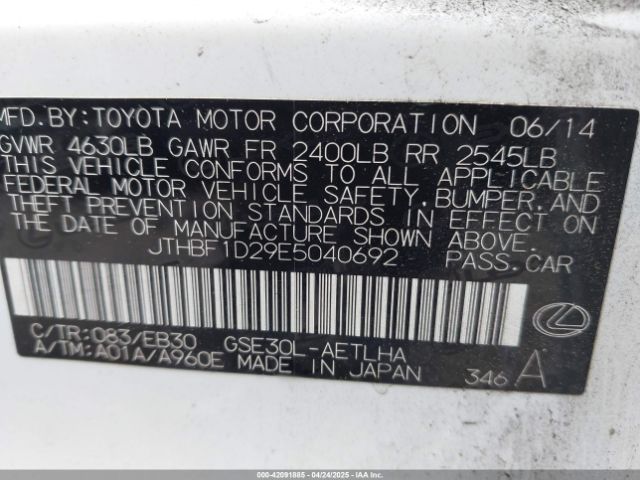 MFD. BY: TOYOTA MOTOR CORPORATION 06/14
GVWR 4630LB GAWR FR 2400LB RR 2545LB
THIS VEHICLE CONFORMS TO ALL APPLICABLE
FEDERAL MOTOR VEHICLE SAFETY, BUMPER, AND
THEFT PREVENTION STANDARDS IN EFFECT ON
THE DATE OF MANUFACTURE SHOWN ABOVE.
JTHBF1D29E5040692 PASS. CAR
C/TR: 083/EB30 GSE30L-AETLHA
A/TM: A01A/A960E MADE IN JAPAN 346 A
000-42091885 - 04/24/2025 - IAAI.COM